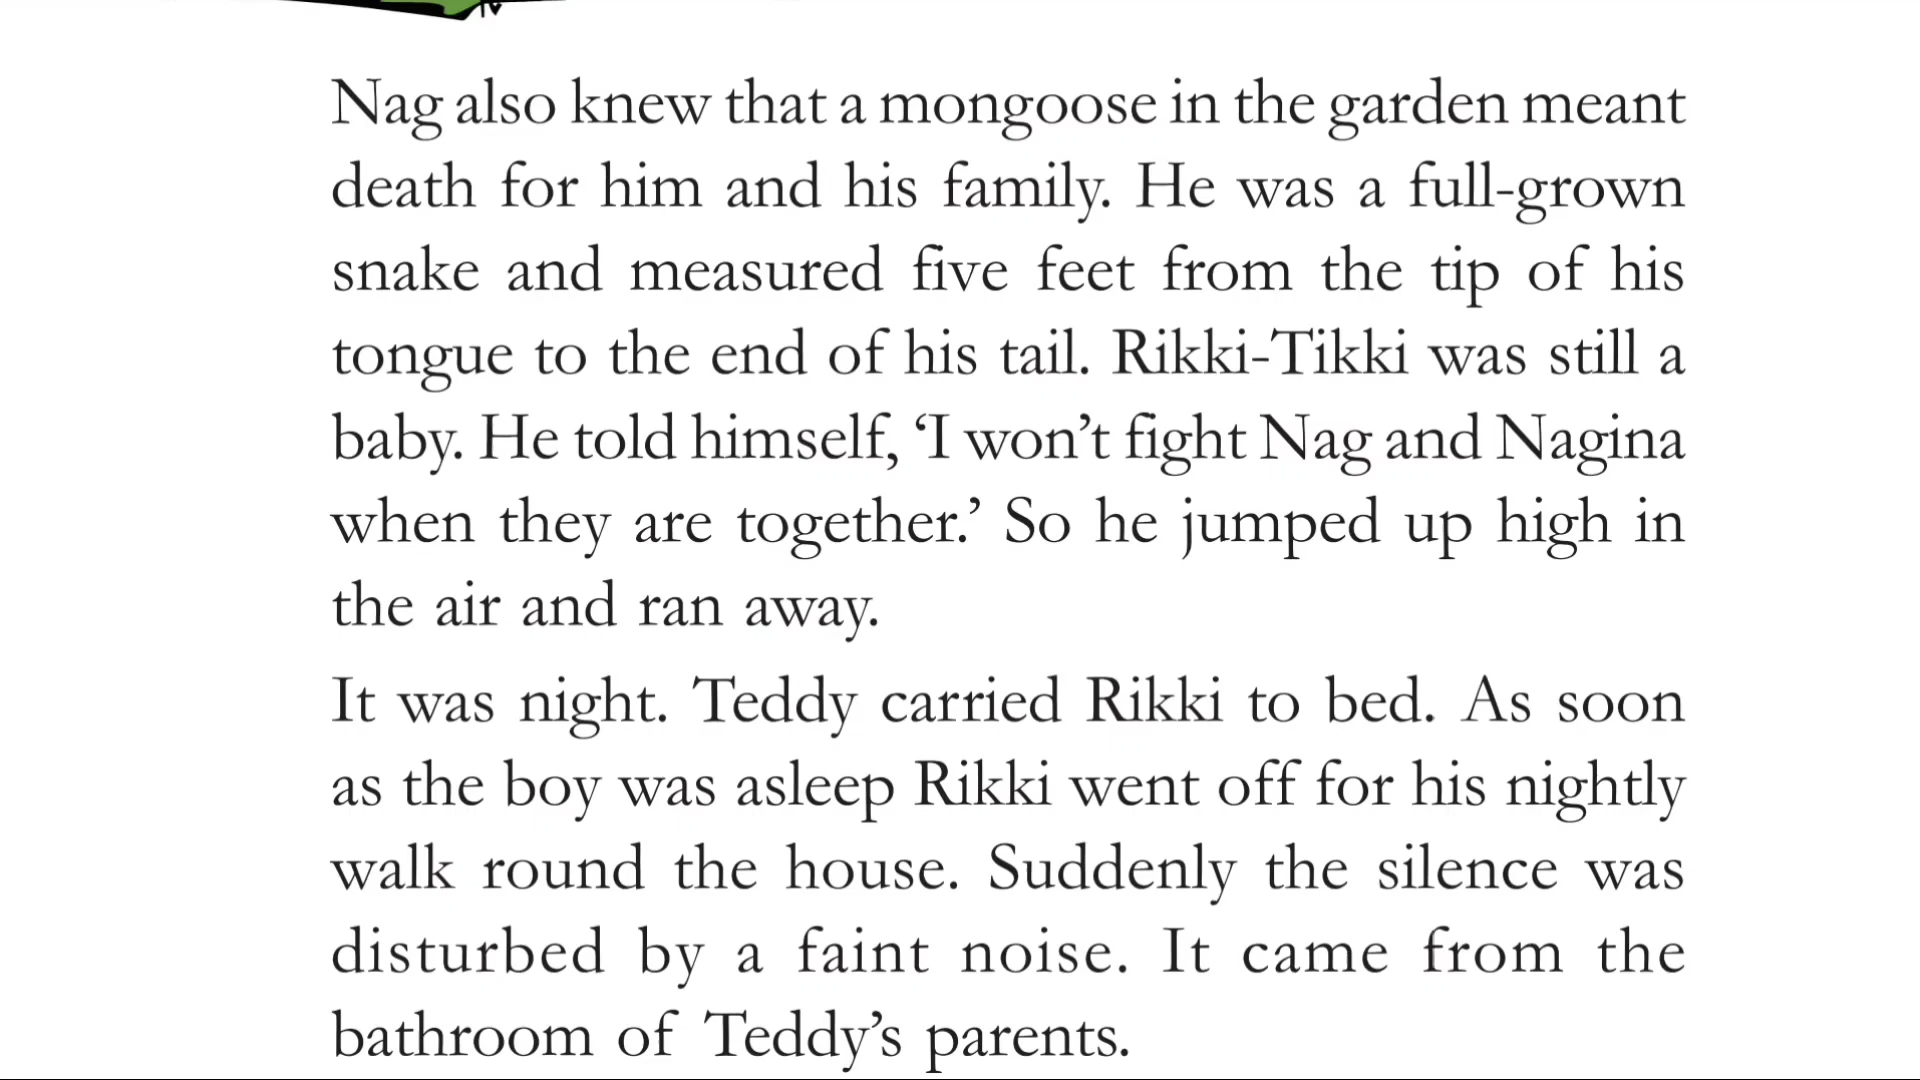 Nag also knew that a mongoose in the garden meant
death for him and his family. He was a full-grown
snake and measured five feet from the tip of his
tongue to the end of his tail. Rikki-Tikki was still a
baby. He told himself, ‘I won’t fight Nag and Nagina
when they are together.’ So he jumped up high in
the air and ran away.
It was night. Teddy carried Rikki to bed. As soon
as the boy was asleep Rikki went off for his nightly
walk round the house. Suddenly the silence was
disturbed by a faint noise. It came from the
bathroom of Teddy’s parents.